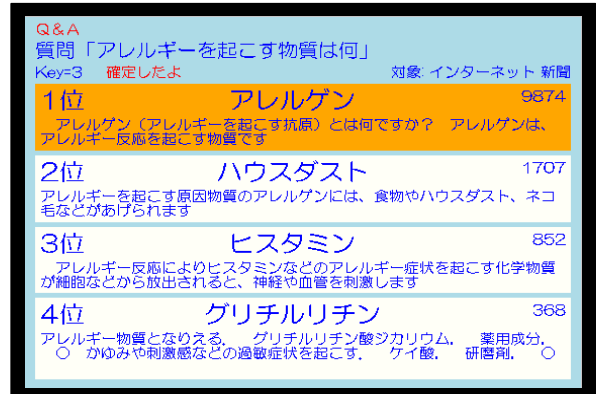 Q&A
質問「アレルギーを起こす物質は何」
Key=3 確定したよ 対象: インターネット 新聞
1位 アレルゲン 9874
アレルゲン（アレルギーを起こす抗原）とは何ですか？ アレルゲンは、
アレルギー反応を起こす物質です
2位 ハウスダスト 1707
アレルギーを起こす原因物質のアレルゲンには、食物やハウスダスト、ネコ
毛などがあげられます
3位 ヒスタミン 852
アレルギー反応によりヒスタミンなどのアレルギー症状を起こす化学物質
が細胞などから放出されると、神経や血管を刺激します
4位 グリチルリチン 368
アレルギー物質となりえる． グリチルリチン酸ジカリウム． 薬用成分．
○ かゆみや刺激感などの過敏症状を起こす． ケイ酸． 研磨剤． ○